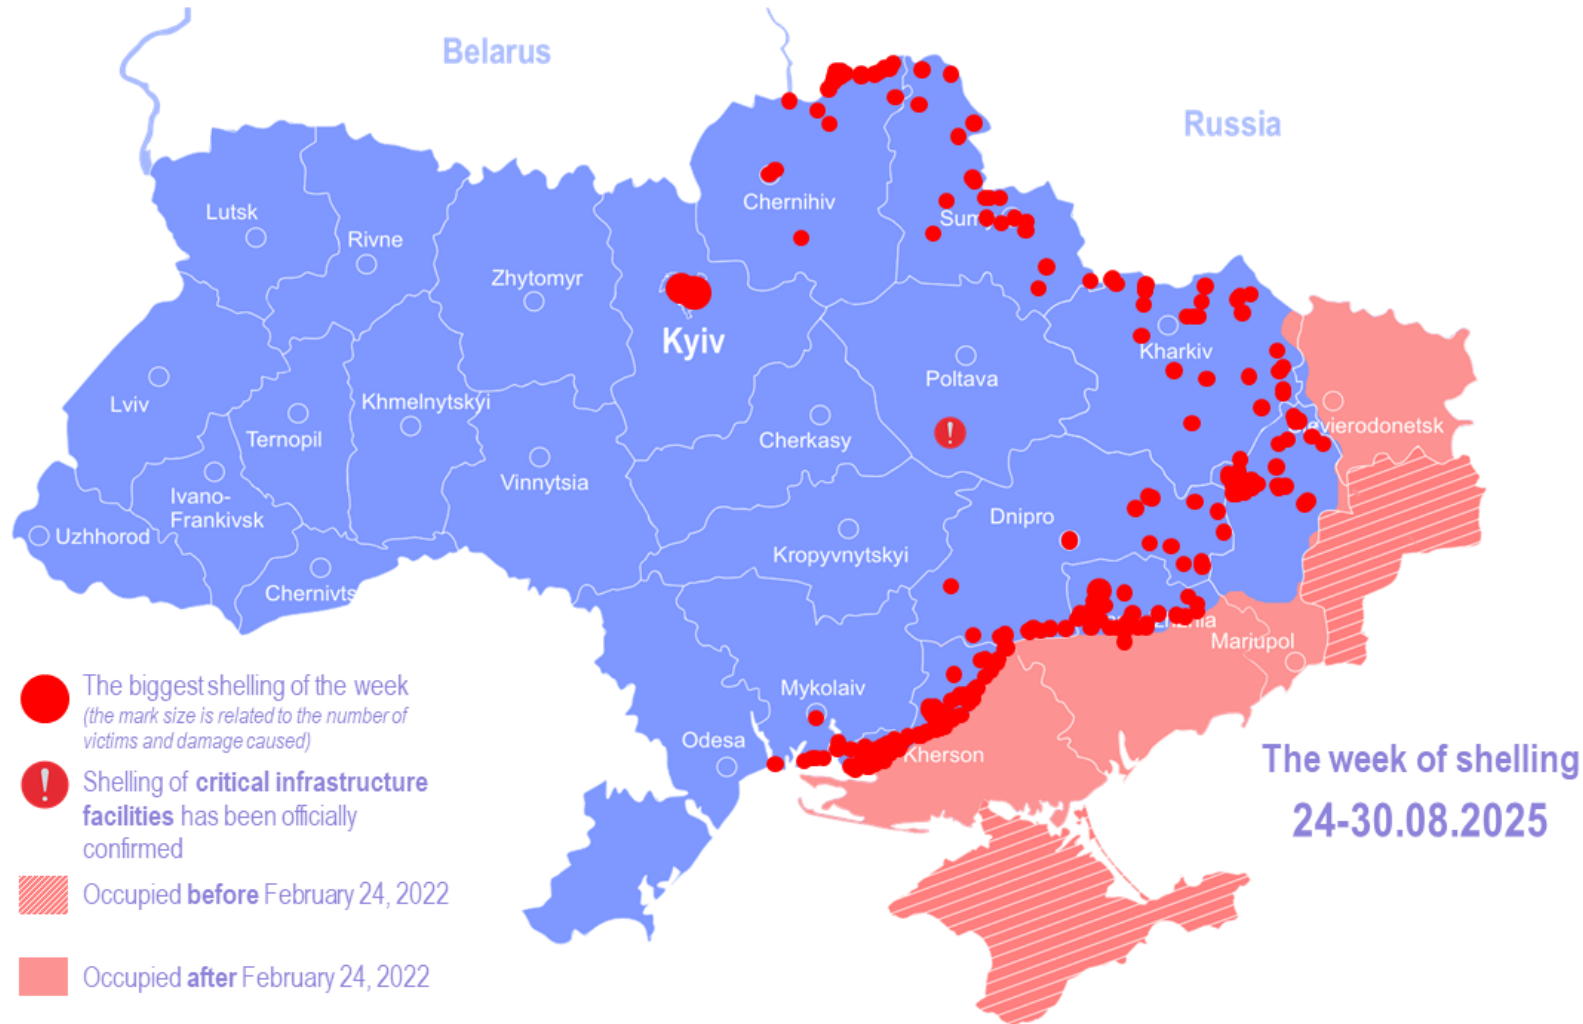 Belarus
Russia
Lutsk
Rivne
Zhytomyr
Chernihiv
Kyiv
Lviv
Ternopil
Khmelnytskyi
Vinnytsia
Cherkasy
Poltava
Kharkiv
Ivano-
Frankivsk
Uzhhorod
Chernivts
Kropyvnytskyi
Dnipro
Mariupol
Mykolaiv
Odesa
Kherson
The biggest shelling of the week
(the mark size is related to the number of
victims and damage caused)
Shelling of critical infrastructure
facilities has been officially
confirmed
Occupied before February 24, 2022
Occupied after February 24, 2022
The week of shelling
24-30.08.2025